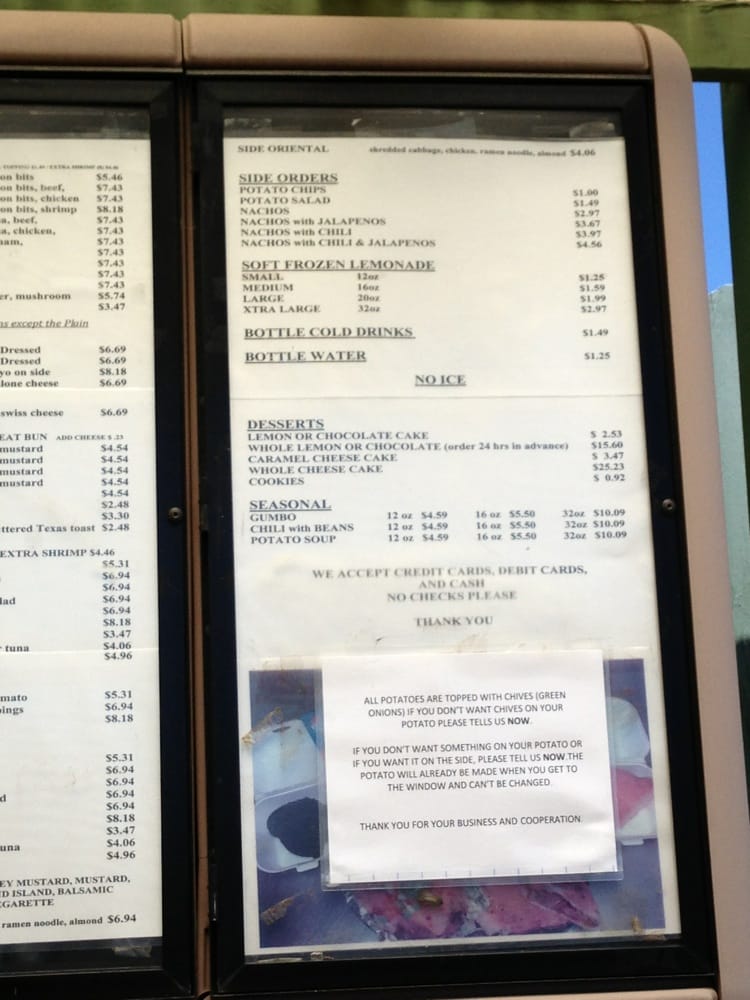 on bits $5.46
on bits, beef, $7.43
on bits, chicken $7.43
on bits, shrimp $8.18
a, beef, $7.43
a, chicken, $7.43
am, $7.43
$7.43
$7.43
$7.43
$7.43
er, mushroom $5.74
$3.47
ns except the Plain
Dressed $6.69
Dressed $6.69
yo on side $8.18
lone cheese $6.69
swiss cheese $6.69
EAT BUN ADD CHEESE $ .23
mustard $4.54
mustard $4.54
mustard $4.54
mustard $4.54
$4.54
$2.48
$3.30
ttered Texas toast $2.48
EXTRA SHRIMP $4.46
$5.31
$6.94
$6.94
lad $6.94
$6.94
$8.18
$3.47
r tuna $4.06
$4.96
mato $5.31
pings $6.94
$8.18
$5.31
$6.94
$6.94
d $6.94
$6.94
$8.18
$3.47
una $4.06
$4.96
EY MUSTARD, MUSTARD,
ND ISLAND, BALSAMIC
EGARETTE
ramen noodle, almond $6.94
SIDE ORIENTAL shredded cabbage, chicken, ramen noodle, almond $4.06
SIDE ORDERS
POTATO CHIPS $1.00
POTATO SALAD $1.49
NACHOS $2.97
NACHOS with JALAPENOS $3.67
NACHOS with CHILI $3.97
NACHOS with CHILI & JALAPENOS $4.56
SOFT FROZEN LEMONADE
SMALL 12oz $1.25
MEDIUM 16oz $1.59
LARGE 20oz $1.99
XTRA LARGE 32oz $2.97
BOTTLE COLD DRINKS $1.49
BOTTLE WATER $1.25
NO ICE
DESSERTS
LEMON OR CHOCOLATE CAKE $ 2.53
WHOLE LEMON OR CHOCOLATE (order 24 hrs in advance) $15.60
CARAMEL CHEESE CAKE $ 3.47
WHOLE CHEESE CAKE $25.23
COOKIES $ 0.92
SEASONAL
GUMBO 12 oz $4.59 16 oz $5.50 32oz $10.09
CHILI with BEANS 12 oz $4.59 16 oz $5.50 32oz $10.09
POTATO SOUP 12 oz $4.59 16 oz $5.50 32oz $10.09
WE ACCEPT CREDIT CARDS, DEBIT CARDS,
AND CASH
NO CHECKS PLEASE
THANK YOU
ALL POTATOES ARE TOPPED WITH CHIVES (GREEN
ONIONS) IF YOU DON'T WANT CHIVES ON YOUR
POTATO PLEASE TELLS US NOW.
IF YOU DON'T WANT SOMETHING ON YOUR POTATO OR
IF YOU WANT IT ON THE SIDE, PLEASE TELL US NOW.THE
POTATO WILL ALREADY BE MADE WHEN YOU GET TO
THE WINDOW AND CAN'T BE CHANGED.
THANK YOU FOR YOUR BUSINESS AND COOPERATION.